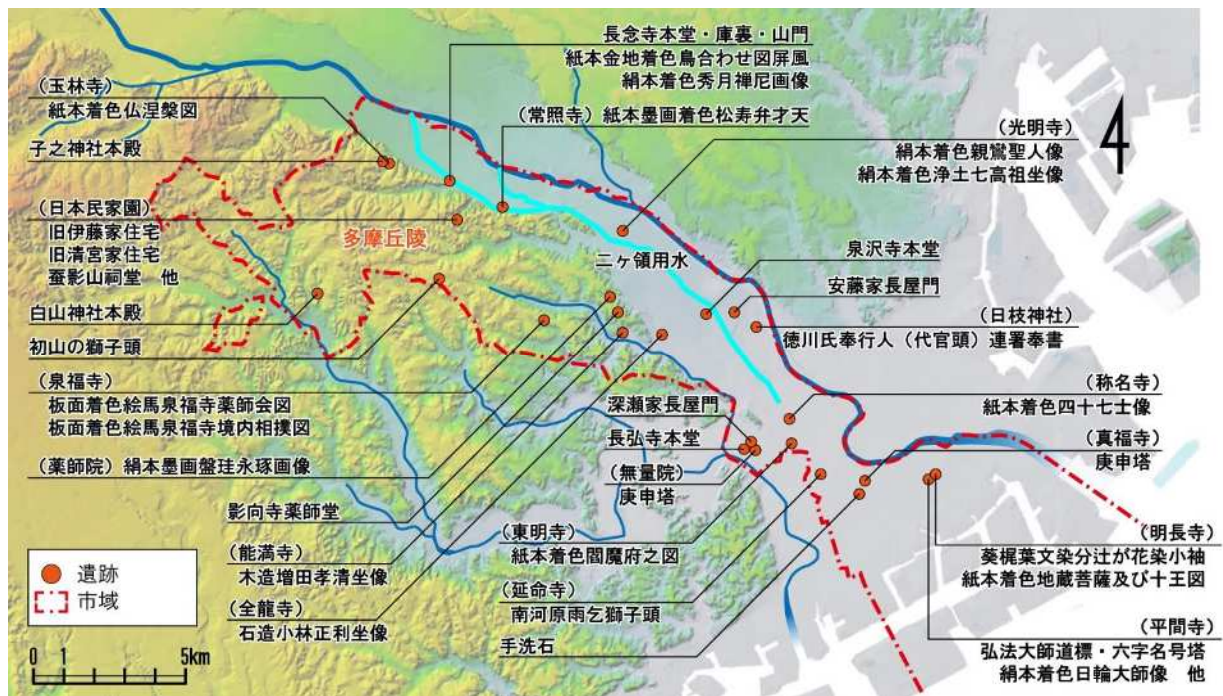 長念寺本堂・庫裏・山門
紙本金地着色鳥合わせ図屏風
絹本着色秀月禅尼画像
（玉林寺）
紙本着色仏涅槃図
（常照寺）紙本墨画着色松寿弁才天
（光明寺）
絹本着色親鸞聖人像
絹本着色浄土七高祖坐像
子之神社本殿
（日本民家園）
旧伊藤家住宅
旧清宮家住宅
蚕影山祠堂 他
多摩丘陵
二ヶ領用水
泉沢寺本堂
安藤家長屋門
（日枝神社）
徳川氏奉行人（代官頭）連署奉書
白山神社本殿
初山の獅子頭
（泉福寺）
板面着色絵馬泉福寺薬師会図
板面着色絵馬泉福寺境内相撲図
（薬師院）絹本墨画盤珪永琢画像
影向寺薬師堂
（能満寺）
木造増田孝清坐像
（全龍寺）
石造小林正利坐像
深瀬家長屋門
長弘寺本堂
（無量院）
庚申塔
（東明寺）
紙本着色閻魔府之図
（延命寺）
南河原雨乞獅子頭
手洗石
（称名寺）
紙本着色四十七士像
（真福寺）
庚申塔
（明長寺）
葵梶葉文染分辻が花染小袖
紙本着色地蔵菩薩及び十王図
（平間寺）
弘法大師道標・六字名号塔
絹本着色日輪大師像 他
遺跡
市域
0 1 5km